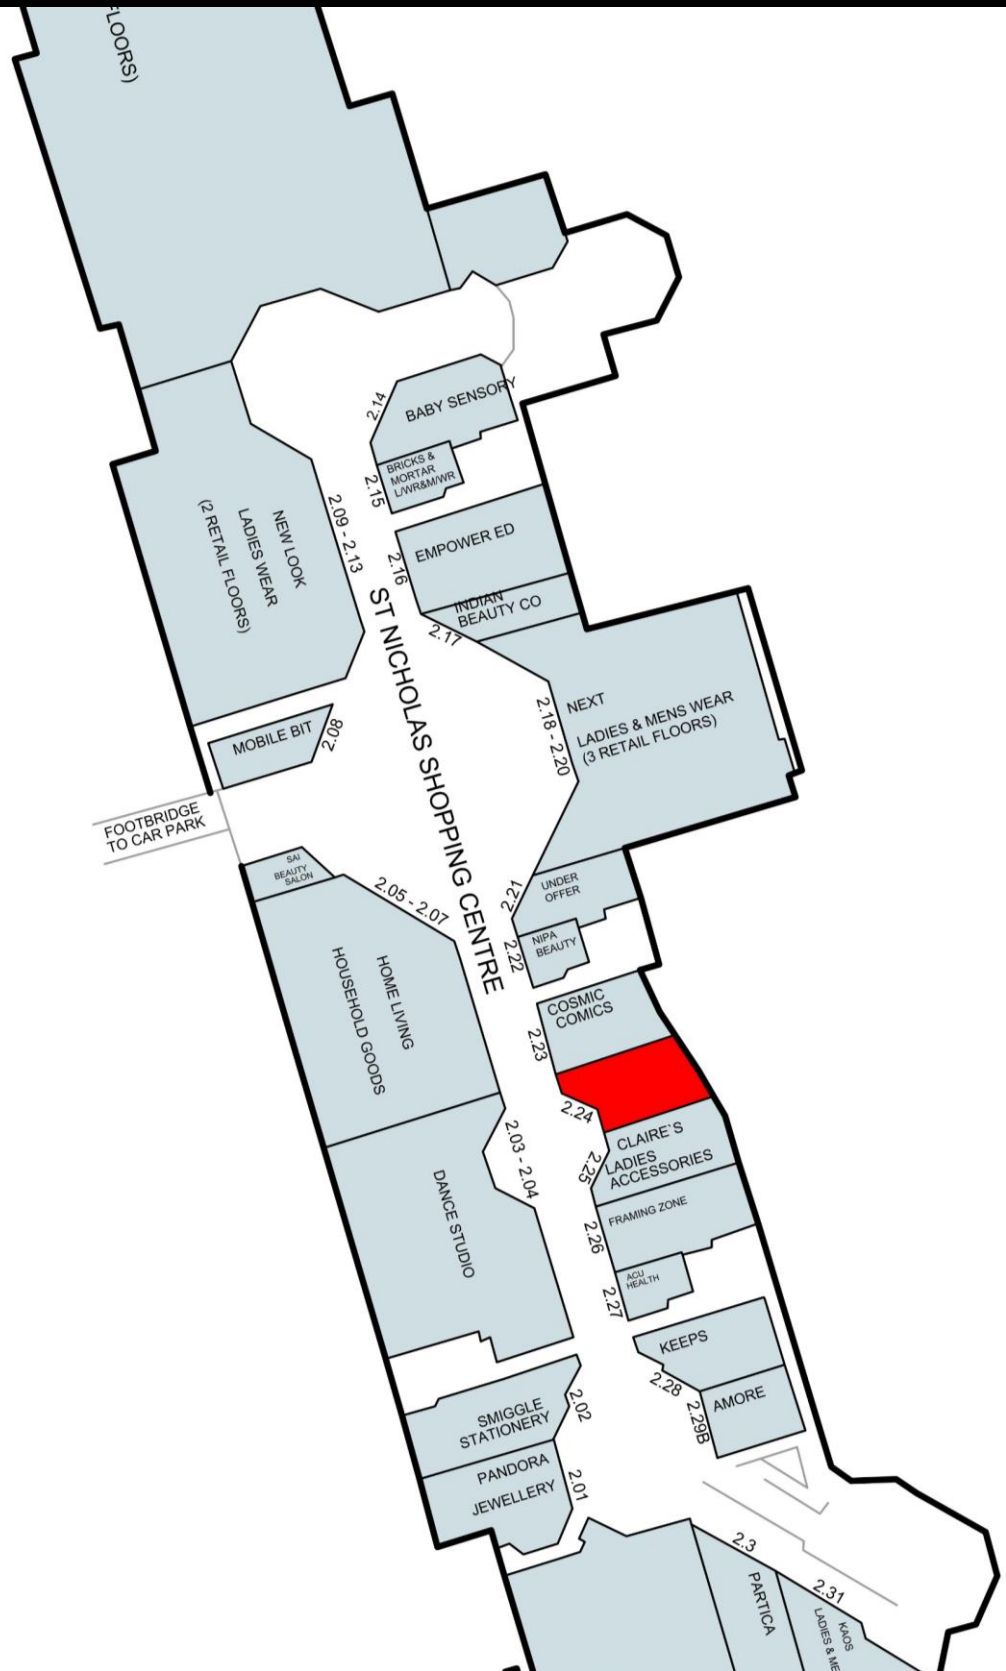 FLOORS)
2.14
BABY SENSORY
BRICKS &
MORTAR
L/WR&M/WR
2.15
NEW LOOK
LADIES WEAR
(2 RETAIL FLOORS)
2.09 - 2.13
EMPOWER ED
2.16
INDIAN
BEAUTY CO
2.17
ST NICHOLAS SHOPPING CENTRE
NEXT
LADIES & MENS WEAR
(3 RETAIL FLOORS)
2.18 - 2.20
MOBILE BIT
2.08
FOOTBRIDGE
TO CAR PARK
SAI
BEAUTY
SALON
2.05 - 2.07
UNDER
OFFER
2.21
NIPA
BEAUTY
2.22
HOME LIVING
HOUSEHOLD GOODS
COSMIC
COMICS
2.23
2.24
CLAIRE`S
LADIES
ACCESSORIES
2.25
2.03 - 2.04
DANCE STUDIO
FRAMING ZONE
2.26
ACU
HEALTH
2.27
KEEPS
2.28
AMORE
2.29B
SMIGGLE
STATIONERY
2.02
PANDORA
JEWELLERY
2.01
2.3
PARTICA
2.31
KAOS
LADIES & ME